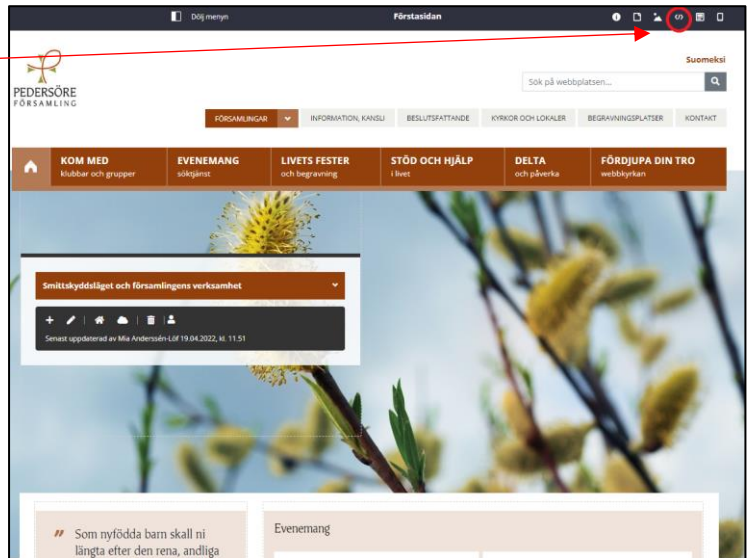 Dölj menyn
Förstasidan
Suomeksi
PEDERSÖRE
FÖRSAMLING
Sök på webbplatsen...
FÖRSAMLINGAR
INFORMATION, KANSLI
BESLUTSFATTANDE
KYRKOR OCH LOKALER
BEGRAVNINGSPLATSER
KONTAKT
KOM MED
klubbar och grupper
EVENEMANG
söktjänst
LIVETS FESTER
och begravning
STÖD OCH HJÄLP
i livet
DELTA
och påverka
FÖRDJUPA DIN TRO
webbkyrkan
Smittskyddsläget och församlingens verksamhet
Senast uppdaterad av Mia Anderssén-Löf 19.04.2022, kl. 11.51
" Som nyfödda barn skall ni
längta efter den rena, andliga
Evenemang